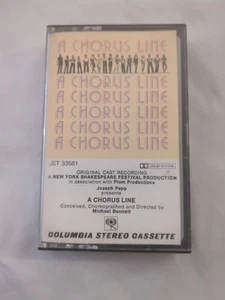 A CHORUS LINE
A CHORUS LINE
A CHORUS LINE
A CHORUS LINE
A CHORUS LINE
A CHORUS LINE
A CHORUS LINE
JST 33581
ORIGINAL CAST RECORDING
A NEW YORK SHAKESPEARE FESTIVAL PRODUCTION
in association with Plum Productions
Joseph Papp
presents
A CHORUS LINE
Conceived, Choreographed and Directed by
Michael Bennett
COLUMBIA STEREO CASSETTE